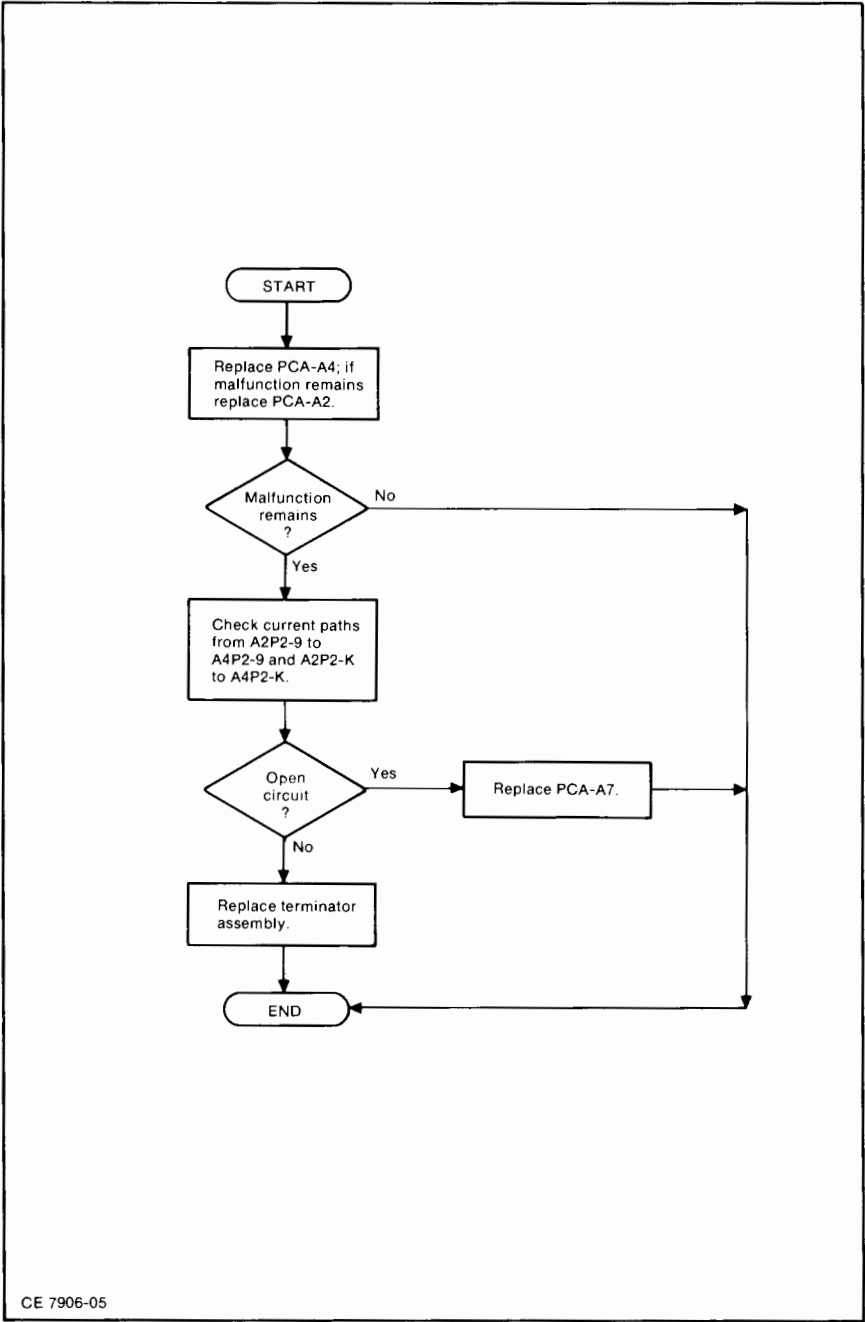 START
Replace PCA-A4; if
malfunction remains
replace PCA-A2.
Malfunction
remains
?
No
Yes
Check current paths
from A2P2-9 to
A4P2-9 and A2P2-K
to A4P2-K.
Open
circuit
?
Yes
Replace PCA-A7.
No
Replace terminator
assembly.
END
CE 7906-05